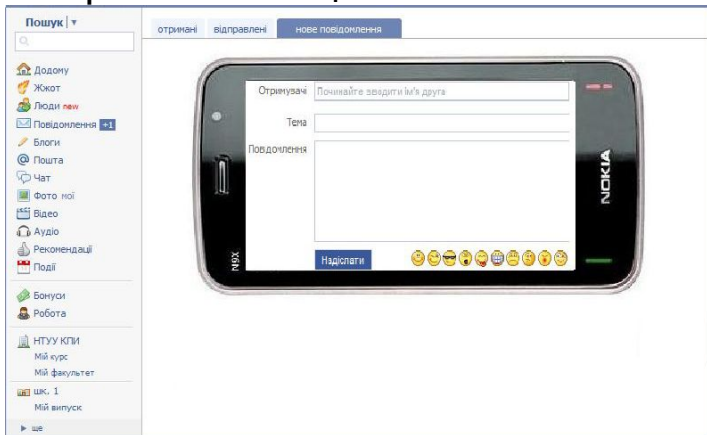 Пошук
отримані
відправлені
нове повідомлення
Додому
Жжот
Люди new
Повідомлення +1
Блоги
Пошта
Чат
Фото мої
Відео
Аудіо
Рекомендації
Події
Бонуси
Робота
НТУУ КПИ
Мій курс
Мій факультет
шк. 1
Мій випуск
ще
Отримувачі
Починайте вводити ім'я друга
Тема
Повідомлення
Надіслати
NOKIA
N9X